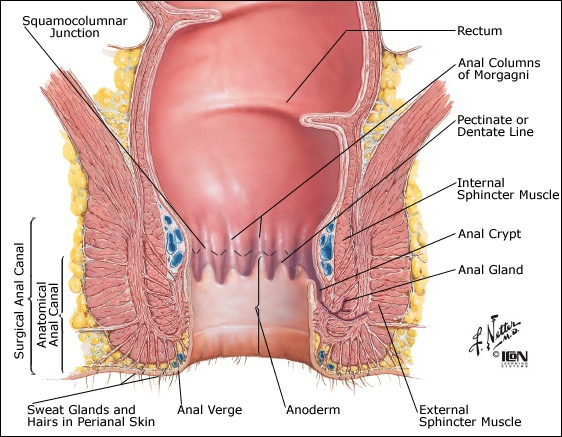 Squamocolumnar
Junction
Rectum
Anal Columns
of Morgagni
Pectinate or
Dentate Line
Internal
Sphincter Muscle
Anal Crypt
Anal Gland
Surgical Anal Canal
Anatomical
Anal Canal
F. Netter
M.D.
© ICON
LEARNING
SYSTEMS
Sweat Glands and
Hairs in Perianal Skin
Anal Verge
Anoderm
External
Sphincter Muscle